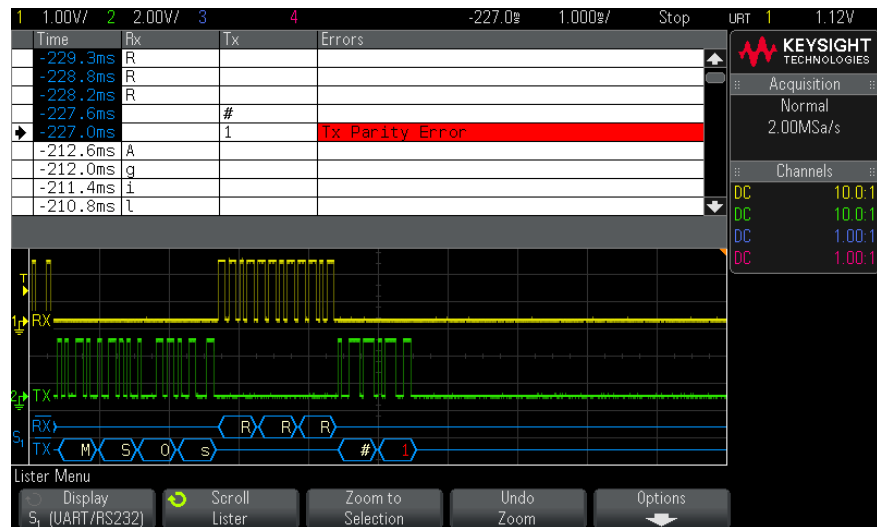 1 1.00V/ 2 2.00V/ 3 4 -227.0ms 1.000ms/ Stop URT 1 1.12V
Time Rx Tx Errors
-229.3ms R
-228.8ms R
-228.2ms R
-227.6ms #
-227.0ms 1 Tx Parity Error
-212.6ms A
-212.0ms g
-211.4ms i
-210.8ms l
KEYSIGHT
TECHNOLOGIES
Acquisition
Normal
2.00MSa/s
Channels
DC 10.0:1
DC 10.0:1
DC 1.00:1
DC 1.00:1
T
1 RX
2 TX
S1 RX R R R
TX M S O s # 1
Lister Menu
Display Scroll Zoom to Undo Options
S1 (UART/RS232) Lister Selection Zoom